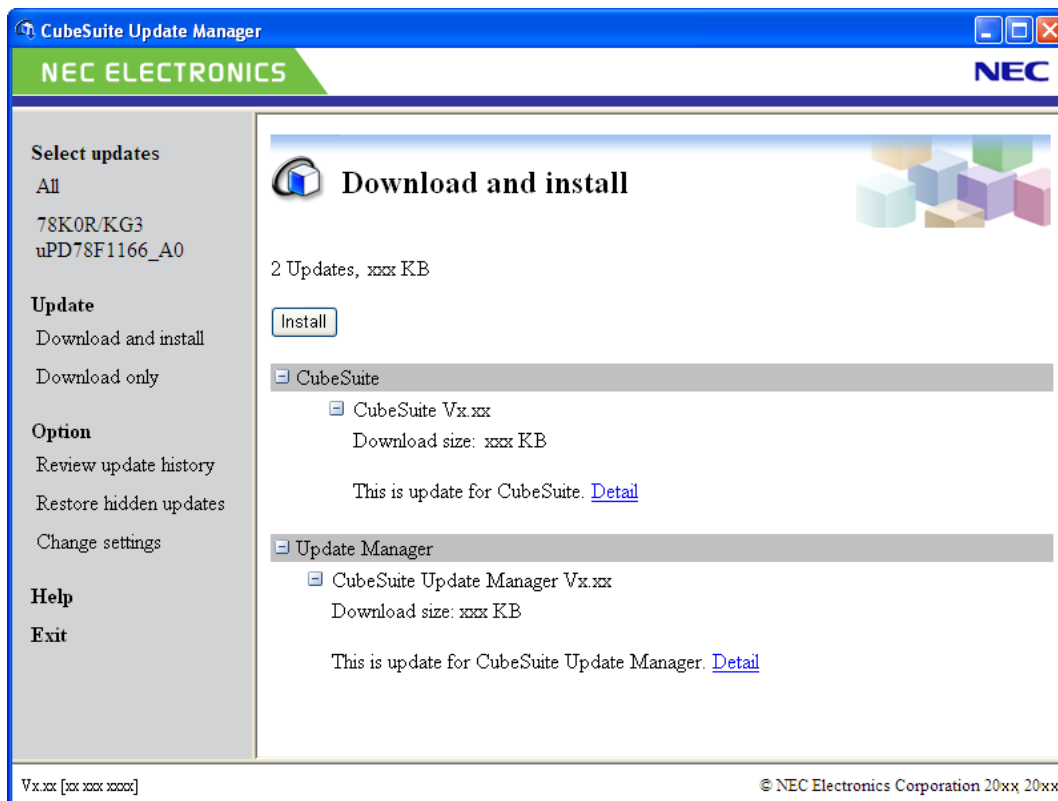 CubeSuite Update Manager
NEC ELECTRONICS
NEC
Select updates
All
78K0R/KG3
uPD78F1166_A0
Update
Download and install
Download only
Option
Review update history
Restore hidden updates
Change settings
Help
Exit
Download and install
2 Updates, xxx KB
Install
CubeSuite
CubeSuite Vx.xx
Download size: xxx KB
This is update for CubeSuite. Detail
Update Manager
CubeSuite Update Manager Vx.xx
Download size: xxx KB
This is update for CubeSuite Update Manager. Detail
Vx.xx [xx xxx xxxx]
© NEC Electronics Corporation 20xx, 20xx